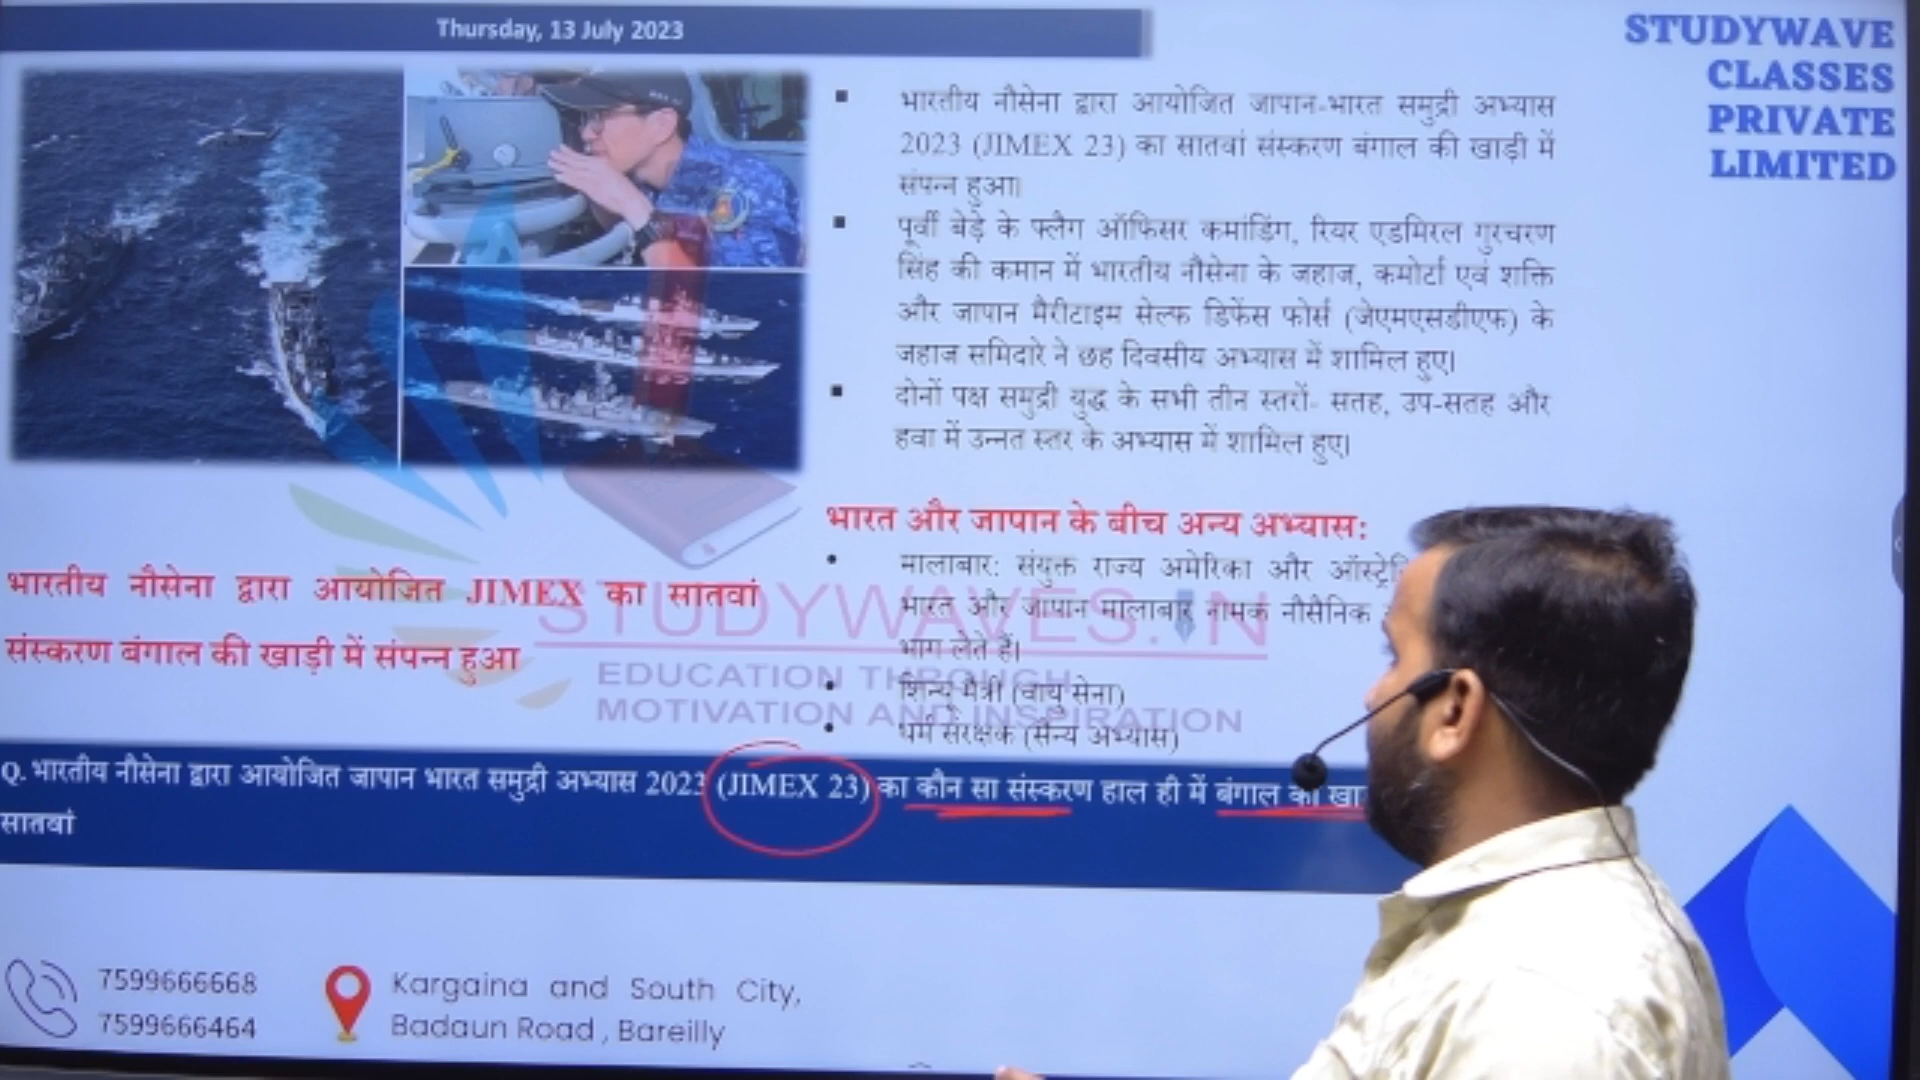 Thursday, 13 July 2023
STUDYWAVE
CLASSES
PRIVATE
LIMITED
भारतीय नौसेना द्वारा आयोजित जापान-भारत समुद्री अभ्यास
2023 (JIMEX 23) का सातवां संस्करण बंगाल की खाड़ी में
संपन्न हुआ।
पूर्वी बेड़े के फ्लैग ऑफिसर कमांडिंग, रियर एडमिरल गुरचरण
सिंह की कमान में भारतीय नौसेना के जहाज, कमोर्टा एवं शक्ति
और जापान मैरीटाइम सेल्फ डिफेंस फोर्स (जेएमएसडीएफ) के
जहाज समिदारे ने छह दिवसीय अभ्यास में शामिल हुए।
दोनों पक्ष समुद्री युद्ध के सभी तीन स्तरों- सतह, उप-सतह और
हवा में उन्नत स्तर के अभ्यास में शामिल हुए।
भारत और जापान के बीच अन्य अभ्यास:
मालाबार: संयुक्त राज्य अमेरिका और
भारत और जापान मालाबार नामक नौसैनिक
भाग लेते हैं।
शिन्यू मैत्री (वायु सेना)
धर्म संरक्षक (सैन्य अभ्यास)
भारतीय नौसेना द्वारा आयोजित JIMEX का सातवां
संस्करण बंगाल की खाड़ी में संपन्न हुआ
STUDYWAVES.IN
EDUCATION THROUGH
MOTIVATION AND INSPIRATION
Q. भारतीय नौसेना द्वारा आयोजित जापान भारत समुद्री अभ्यास 2023 (JIMEX 23) का कौन सा संस्करण हाल ही में बंगाल की
सातवां
7599666668
7599666464
Kargaina and South City,
Badaun Road , Bareilly